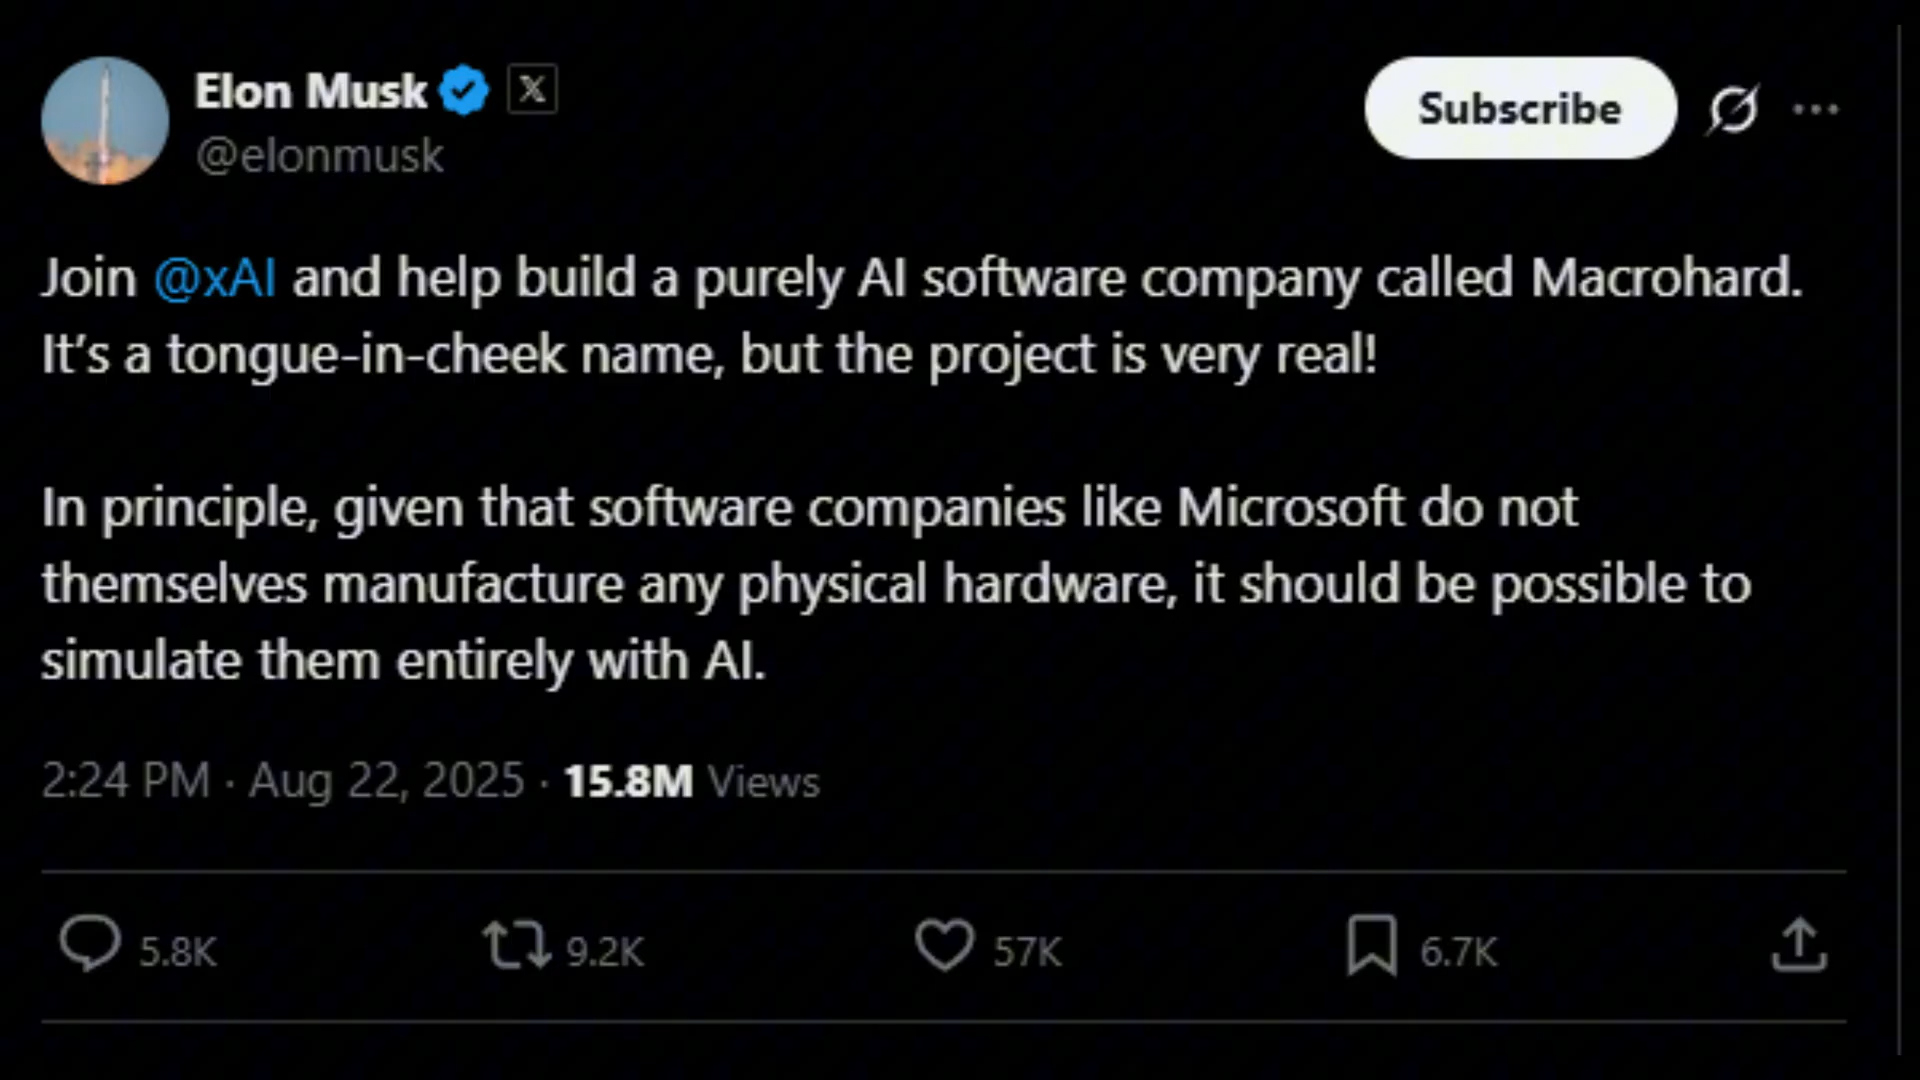 Elon Musk
@elonmusk
Subscribe
Join @xAI and help build a purely AI software company called Macrohard.
It’s a tongue-in-cheek name, but the project is very real!
In principle, given that software companies like Microsoft do not
themselves manufacture any physical hardware, it should be possible to
simulate them entirely with AI.
2:24 PM · Aug 22, 2025 · 15.8M Views
5.8K 9.2K 57K 6.7K